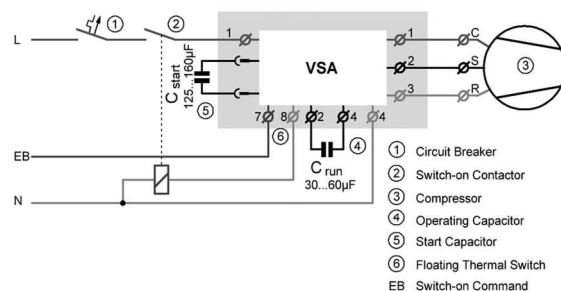 L
①
②
1
1
C
C start
125...160µF
⑤
VSA
2
S
③
3
R
7
⑥
8
2
4
4
EB
C run
30...60µF
④
N
① Circuit Breaker
② Switch-on Contactor
③ Compressor
④ Operating Capacitor
⑤ Start Capacitor
⑥ Floating Thermal Switch
EB Switch-on Command